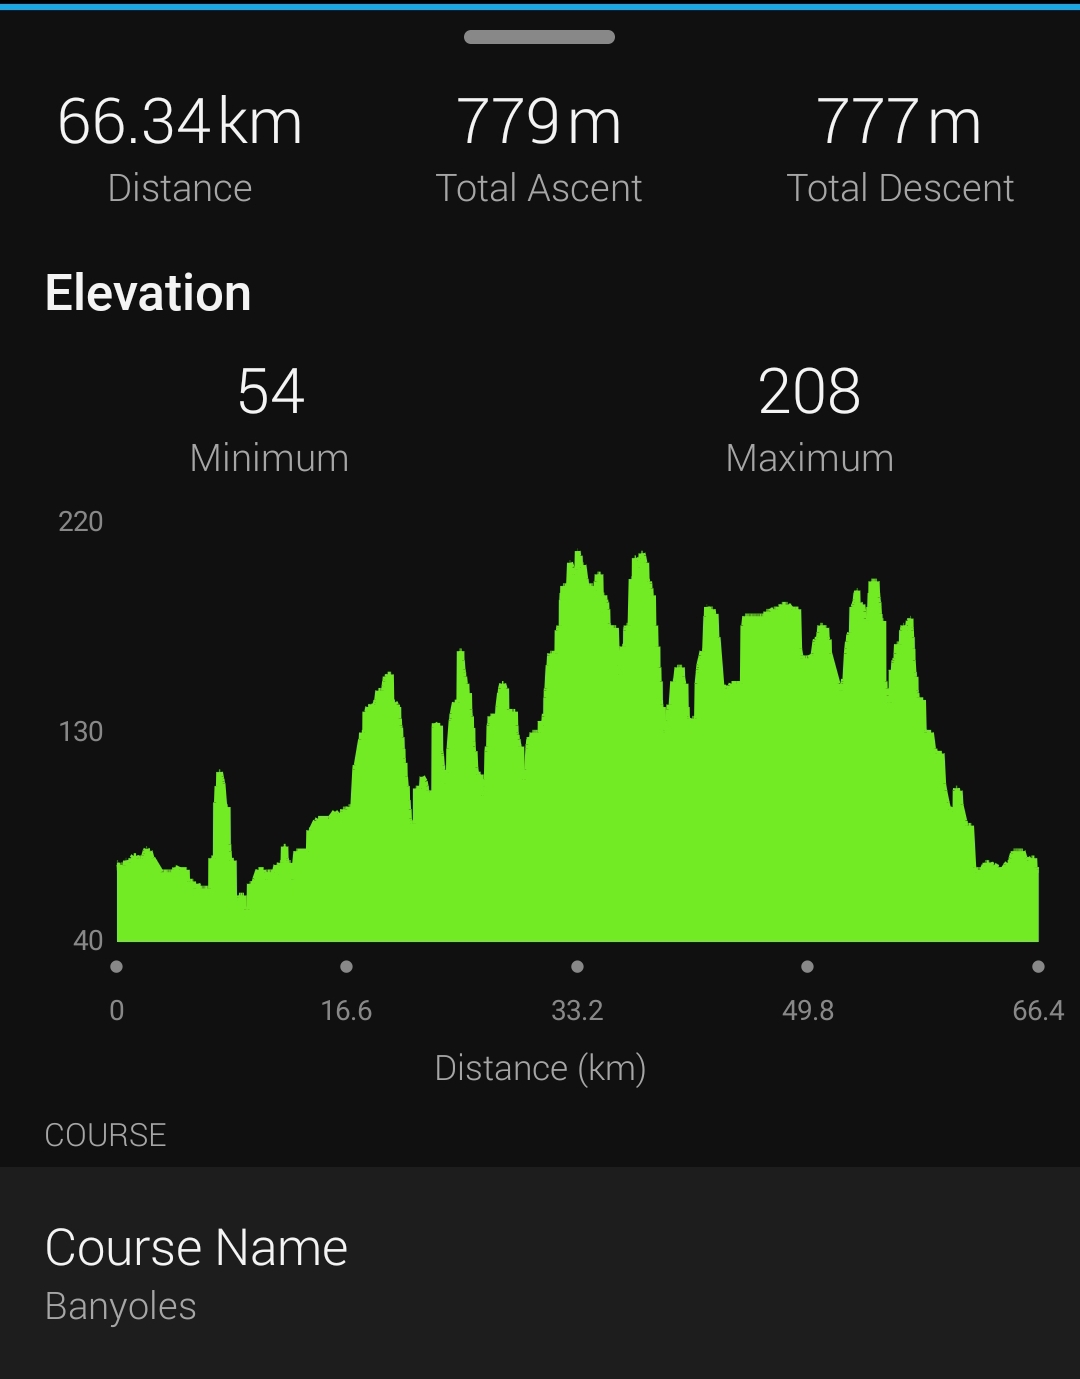 66.34 km 779 m 777 m
Distance Total Ascent Total Descent
Elevation
54 208
Minimum Maximum
220
130
40
0 16.6 33.2 49.8 66.4
Distance (km)
COURSE
Course Name
Banyoles